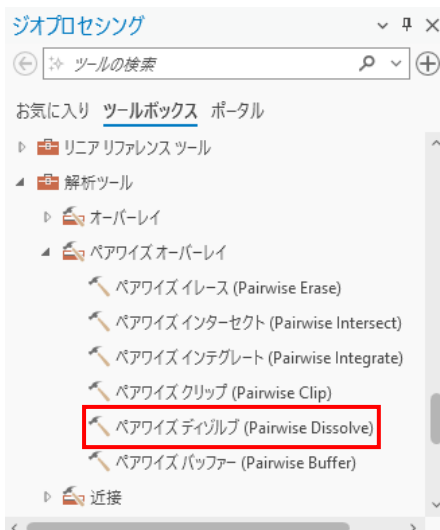 ジオプロセシング
ツールの検索
お気に入り ツールボックス ポータル
リニア リファレンス ツール
解析ツール
オーバーレイ
ペアワイズ オーバーレイ
ペアワイズ イレース (Pairwise Erase)
ペアワイズ インターセクト (Pairwise Intersect)
ペアワイズ インテグレート (Pairwise Integrate)
ペアワイズ クリップ (Pairwise Clip)
ペアワイズ ディゾルブ (Pairwise Dissolve)
ペアワイズ バッファー (Pairwise Buffer)
近接